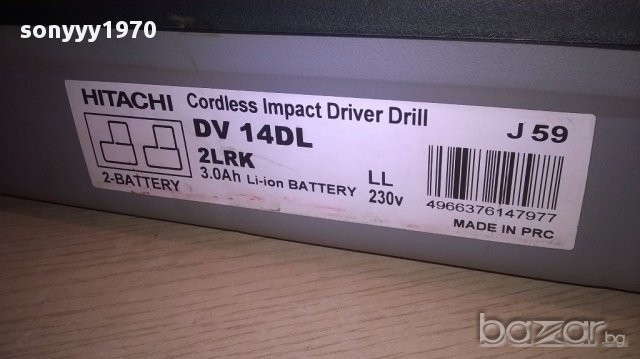 sonyyy1970
HITACHI Cordless Impact Driver Drill
DV 14DL
J 59
2LRK
3.0Ah Li-ion BATTERY
LL
230v
2-BATTERY
4966376147977
MADE IN PRC
bazar.bg